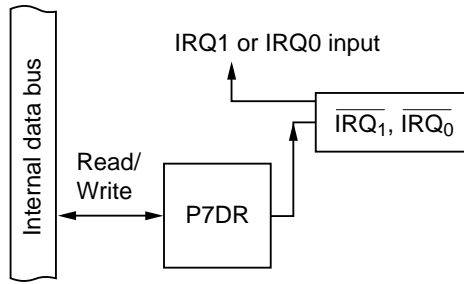 IRQ1 or IRQ0 input
IRQ1, IRQ0
Internal data bus
Read/
Write
P7DR